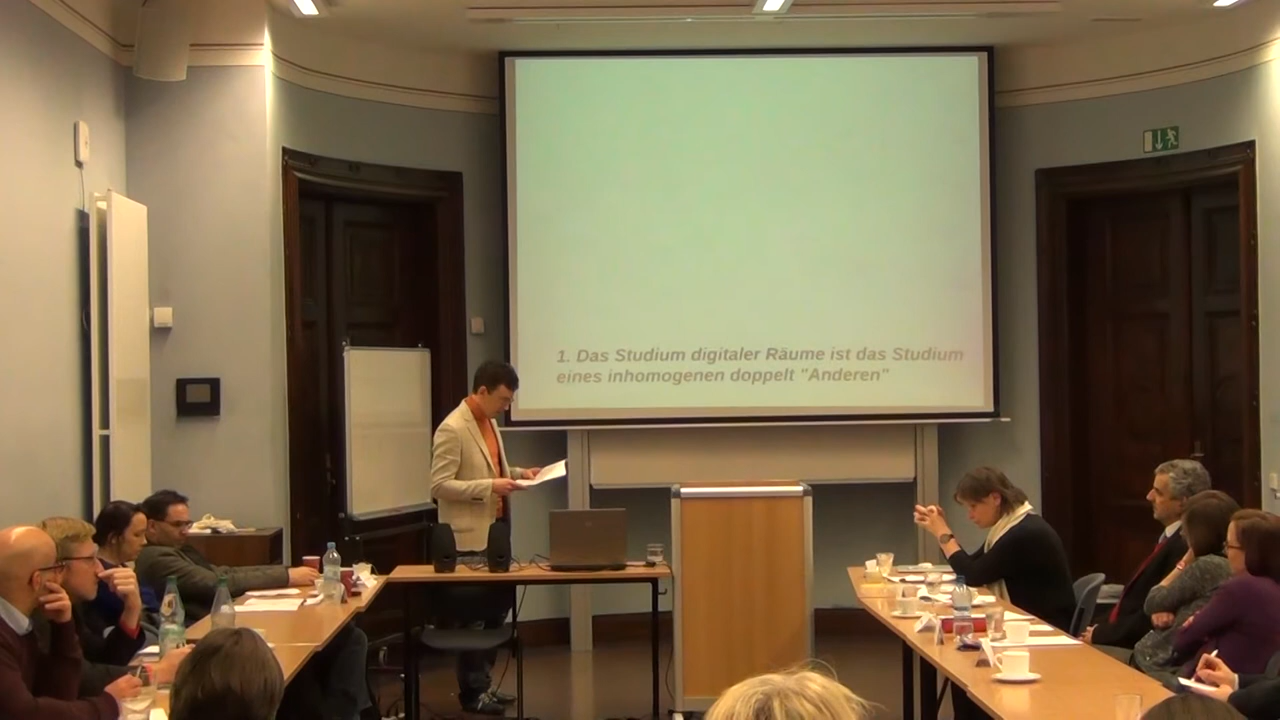 1. Das Studium digitaler Räume ist das Studium
eines inhomogenen doppelt "Anderen"